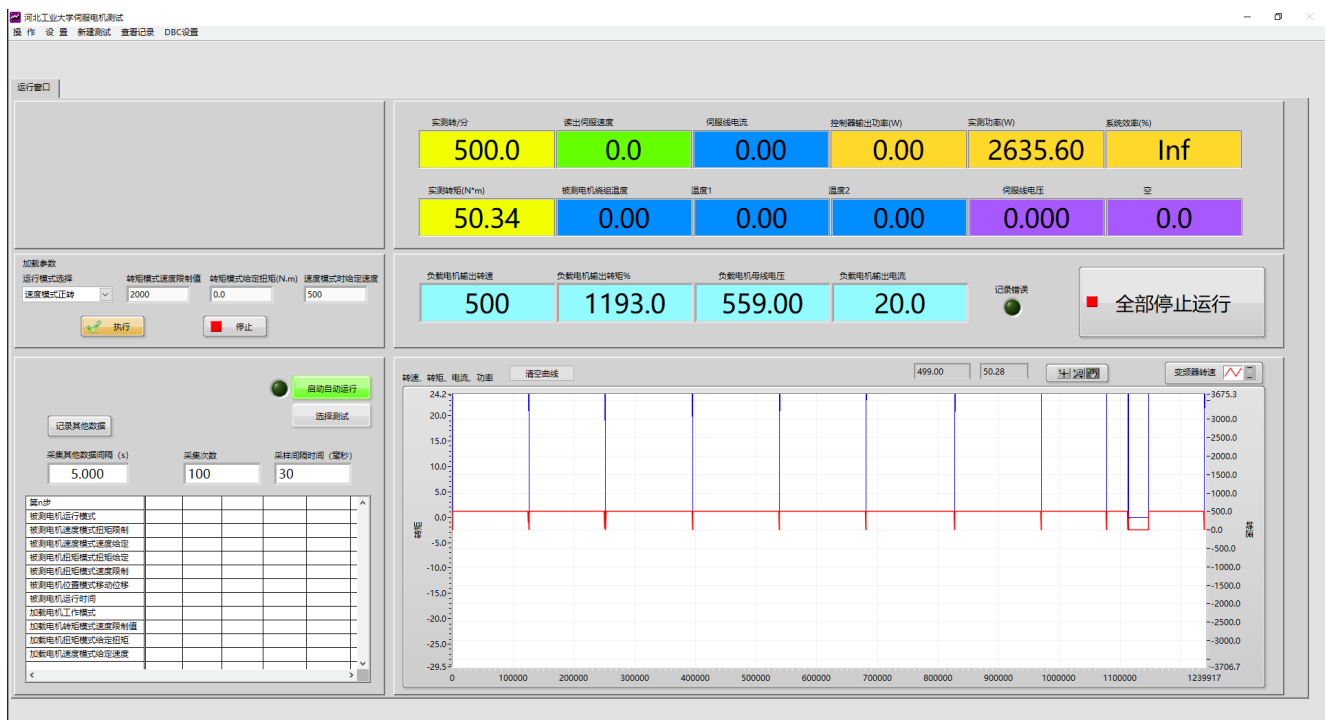 河北工业大学伺服电机测试
操 作 设 置 新建测试 查看记录 DBC设置
运行窗口
实测转/分 读出伺服速度 伺服线电流 控制器输出功率(W) 实测功率(W) 系统效率(%)
500.0 0.0 0.00 0.00 2635.60 Inf
实测转矩(N*m) 被测电机绕组温度 温度1 温度2 伺服线电压 空
50.34 0.00 0.00 0.00 0.000 0.0
加载参数
运行模式选择 转矩模式速度限制值 转矩模式给定扭矩(N.m) 速度模式时给定速度
速度模式正转 2000 0.0 500
执行 停止
负载电机输出转速 负载电机输出转矩% 负载电机母线电压 负载电机输出电流 记录错误
500 1193.0 559.00 20.0
全部停止运行
启动自动运行
选择测试
记录其他数据
采集其他数据间隔（s） 采集次数 采样间隔时间（毫秒）
5.000 100 30
第n步
被测电机运行模式
被测电机速度模式扭矩限制
被测电机速度模式速度给定
被测电机扭矩模式扭矩给定
被测电机扭矩模式速度限制
被测电机位置模式移动位移
被测电机运行时间
加载电机工作模式
加载电机转矩模式速度限制值
加载电机扭矩模式给定扭矩
加载电机速度模式给定速度
转速、转矩、电流、功率 清空曲线 499.00 50.28 变频器转速
24.2 3675.3
20.0 3000.0
15.0 2500.0
10.0 2000.0
5.0 1500.0
0.0 1000.0
-5.0 500.0
-10.0 0.0
-15.0 -500.0
-20.0 -1000.0
-25.0 -1500.0
-29.5 -2000.0
-2500.0
-3000.0
-3706.7
转矩
0 100000 200000 300000 400000 500000 600000 700000 800000 900000 1000000 1100000 1239917